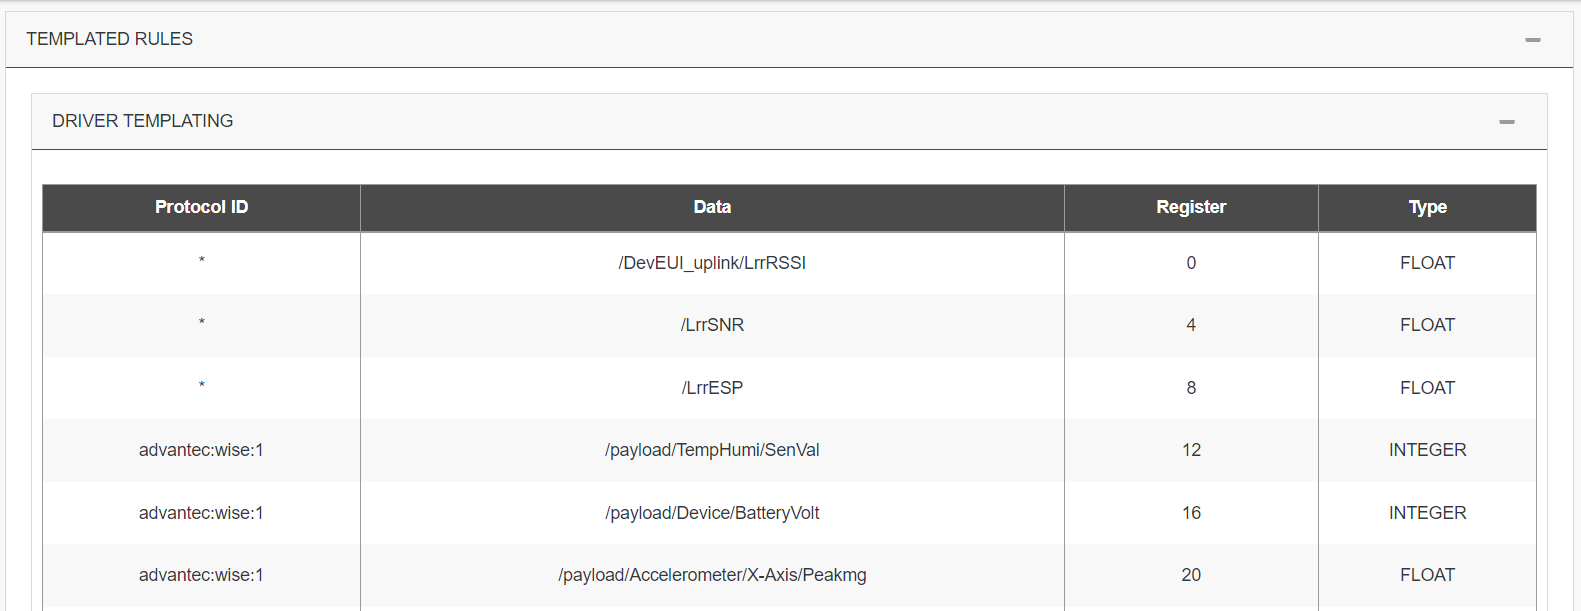 TEMPLATED RULES
DRIVER TEMPLATING
Protocol ID Data Register Type
* /DevEUI_uplink/LrrRSSI 0 FLOAT
* /LrrSNR 4 FLOAT
* /LrrESP 8 FLOAT
advantec:wise:1 /payload/TempHumi/SenVal 12 INTEGER
advantec:wise:1 /payload/Device/BatteryVolt 16 INTEGER
advantec:wise:1 /payload/Accelerometer/X-Axis/Peakmg 20 FLOAT